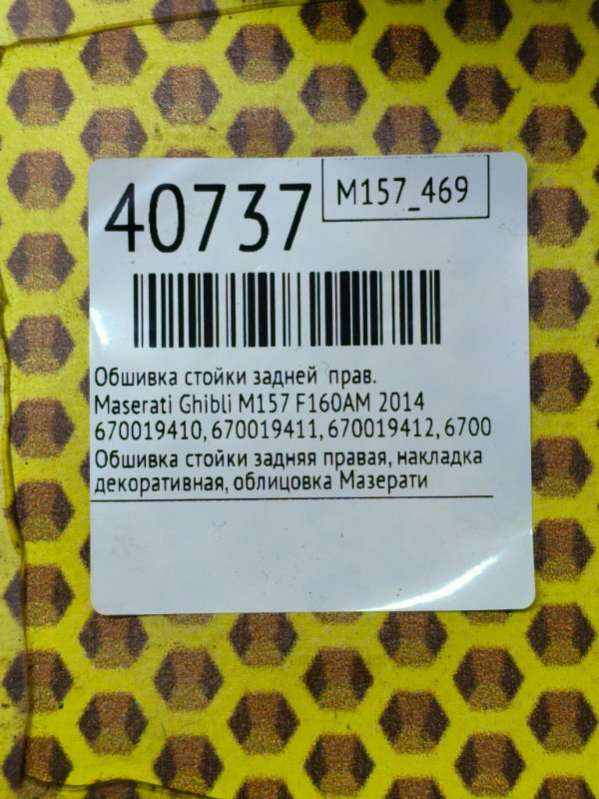 40737
M157_469
Обшивка стойки задней прав.
Maserati Ghibli M157 F160AM 2014
670019410, 670019411, 670019412, 6700
Обшивка стойки задняя правая, накладка
декоративная, облицовка Мазерати